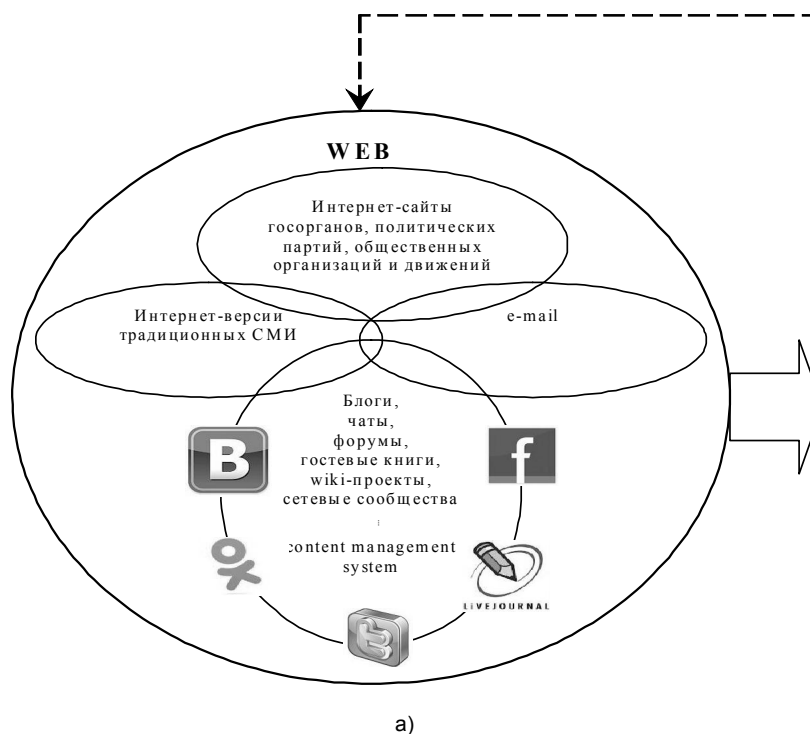 WEB
Интернет-сайты
госорганов, политических
партий, общественных
организаций и движений
Интернет-версии
традиционных СМИ
e-mail
Блоги,
чаты,
форумы,
гостевые книги,
wiki-проекты,
сетевые сообщества
content management
system
B
f
ок
LIVEJOURNAL
t
а)